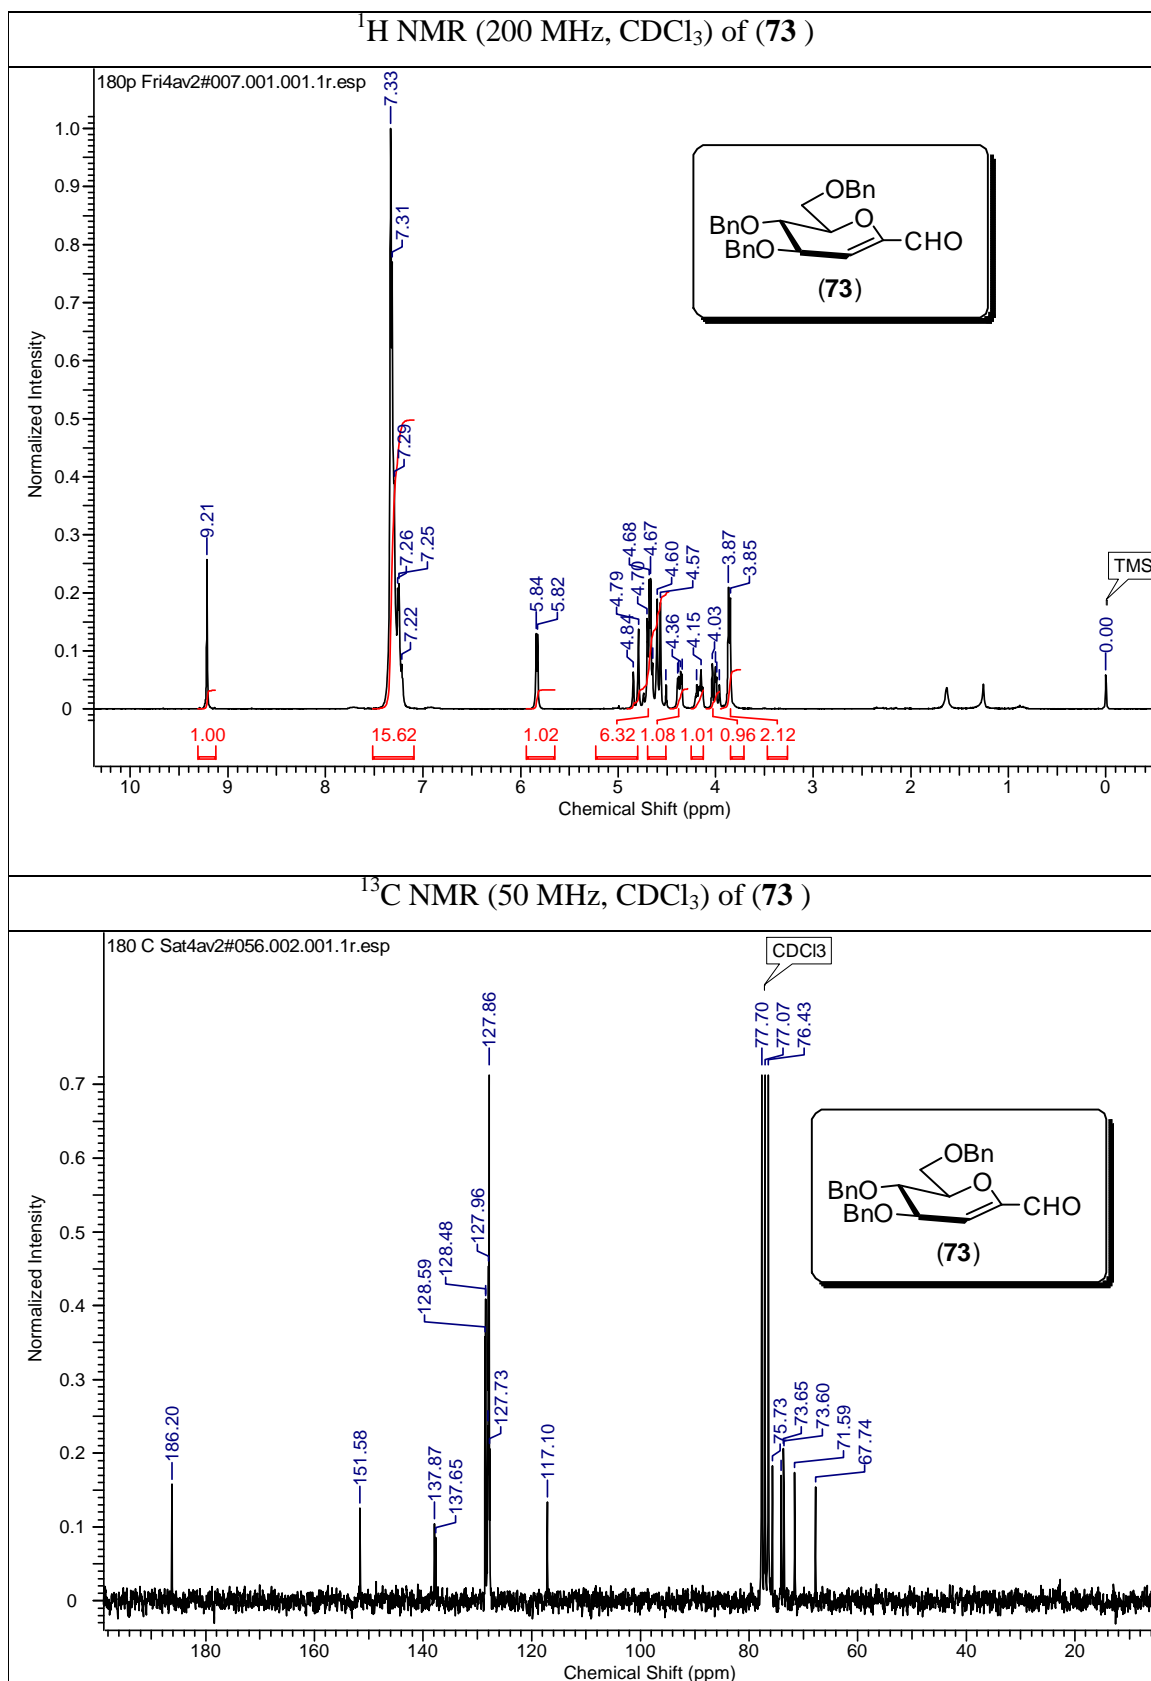 ¹H NMR (200 MHz, CDCl₃) of (73 )
180p Fri4av2#007.001.001.1r.esp
7.33
7.31
7.29
7.26
7.25
7.22
9.21
5.84
5.82
4.84
4.79
4.70
4.68
4.67
4.60
4.57
4.36
4.15
4.03
3.87
3.85
0.00
TMS
OBn
O
BnO
BnO
CHO
(73)
Normalized Intensity
1.0
0.9
0.8
0.7
0.6
0.5
0.4
0.3
0.2
0.1
0
1.00 15.62 1.02 6.32 1.08 1.01 0.96 2.12
10 9 8 7 6 5 4 3 2 1 0
Chemical Shift (ppm)
¹³C NMR (50 MHz, CDCl₃) of (73 )
180 C Sat4av2#056.002.001.1r.esp
CDCl3
186.20
151.58
137.87
137.65
128.59
128.48
127.96
127.86
127.73
117.10
77.70
77.07
76.43
75.73
73.65
73.60
71.59
67.74
OBn
O
BnO
BnO
CHO
(73)
Normalized Intensity
0.7
0.6
0.5
0.4
0.3
0.2
0.1
0
180 160 140 120 100 80 60 40 20
Chemical Shift (ppm)